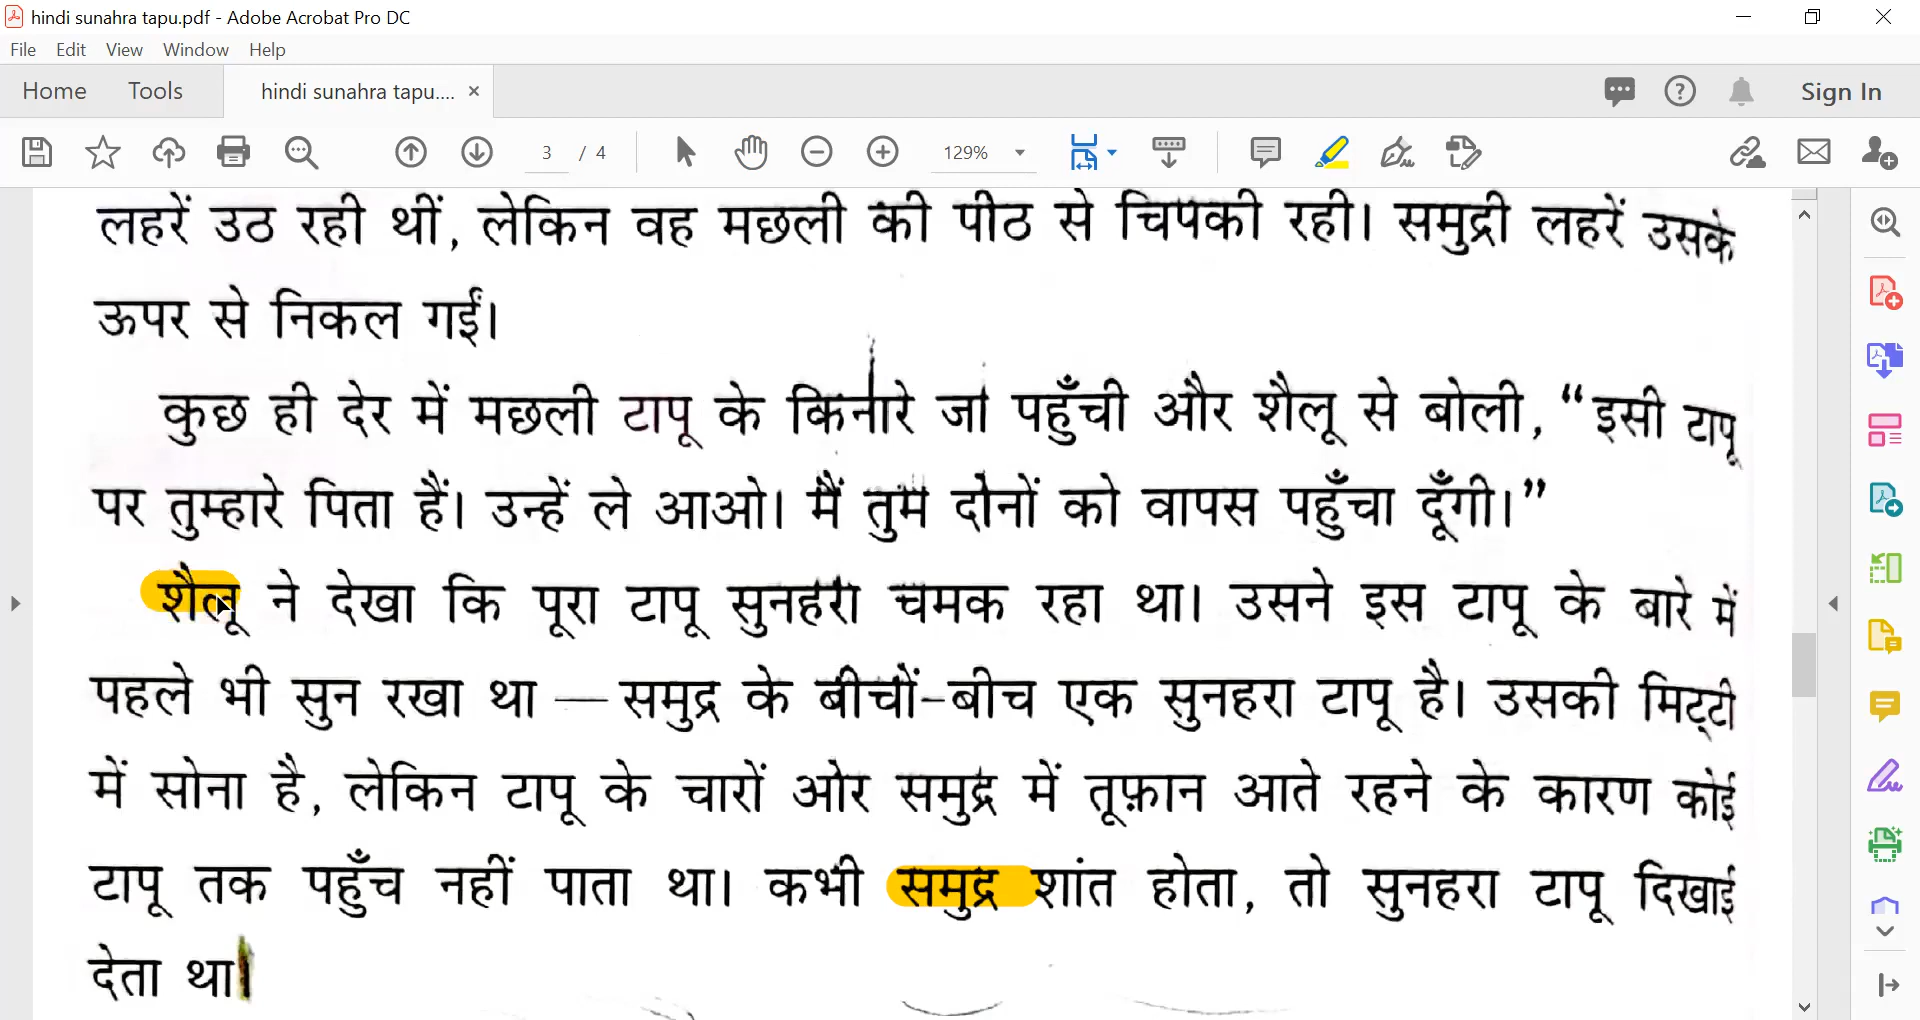 hindi sunahra tapu.pdf - Adobe Acrobat Pro DC
File Edit View Window Help
Home Tools hindi sunahra tapu.... × Sign In
3 / 4 129%
लहरें उठ रही थीं, लेकिन वह मछली की पीठ से चिपकी रही। समुद्री लहरें उसके
ऊपर से निकल गईं।
कुछ ही देर में मछली टापू के किनारे जा पहुँची और शैलू से बोली, “इसी टापू
पर तुम्हारे पिता हैं। उन्हें ले आओ। मैं तुम दोनों को वापस पहुँचा दूँगी।”
शैलू ने देखा कि पूरा टापू सुनहरी चमक रहा था। उसने इस टापू के बारे में
पहले भी सुन रखा था — समुद्र के बीचों-बीच एक सुनहरा टापू है। उसकी मिट्टी
में सोना है, लेकिन टापू के चारों ओर समुद्र में तूफ़ान आते रहने के कारण कोई
टापू तक पहुँच नहीं पाता था। कभी समुद्र शांत होता, तो सुनहरा टापू दिखाई
देता था।